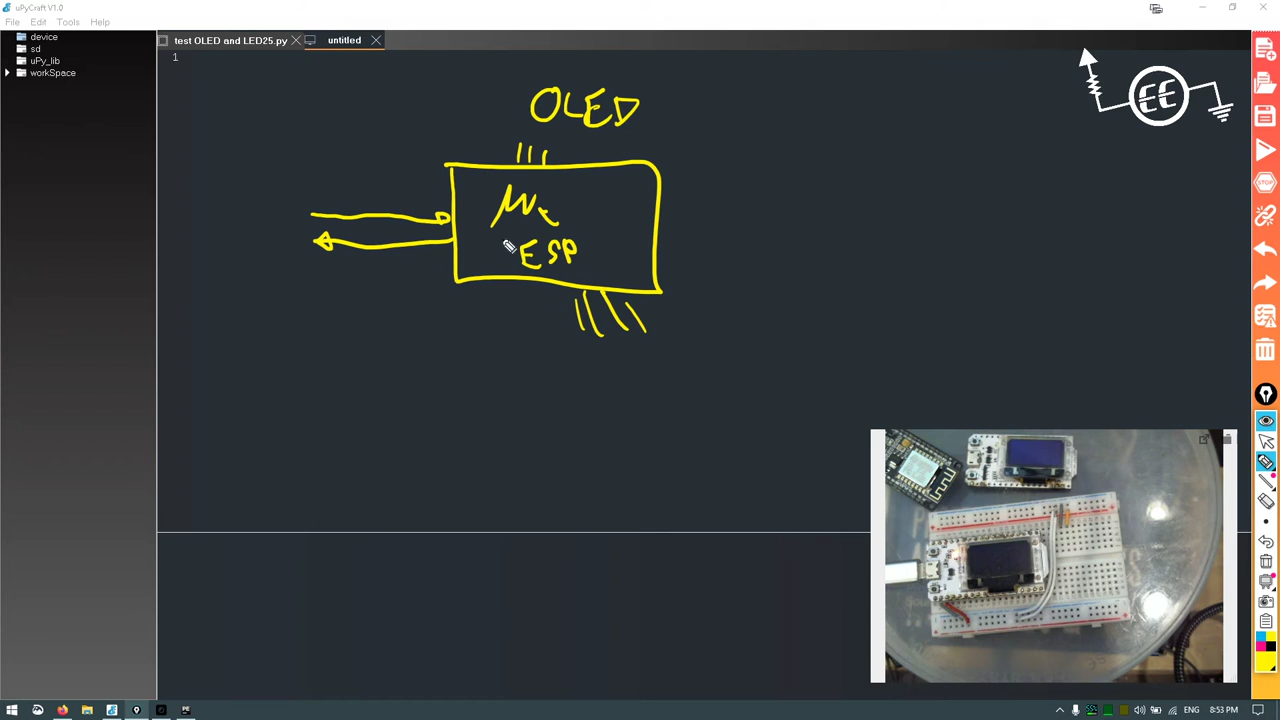 uPyCraft V1.0
File Edit Tools Help
device
sd
uPy_lib
workSpace
test OLED and LED25.py
untitled
1
OLED
μc
ESP
EE
STOP
ENG
8:53 PM